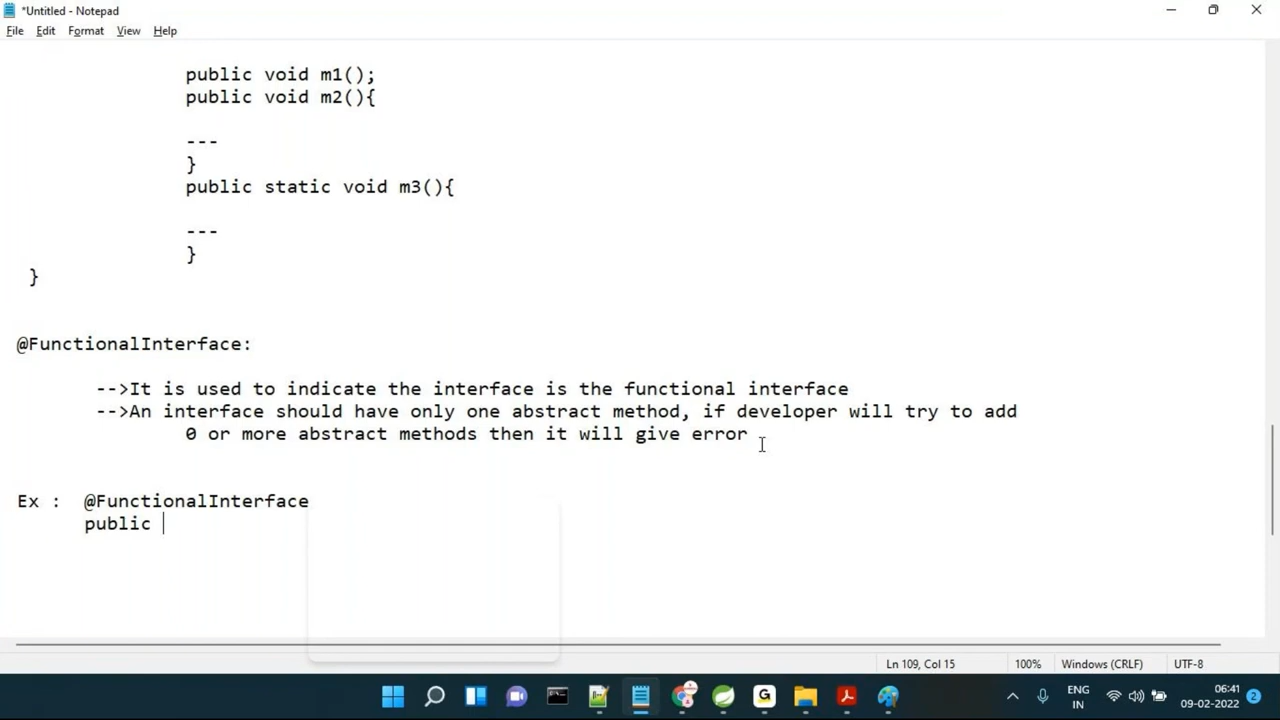 *Untitled - Notepad
File Edit Format View Help
public void m1();
public void m2(){
---
}
public static void m3(){
---
}
}
@FunctionalInterface:
-->It is used to indicate the interface is the functional interface
-->An interface should have only one abstract method, if developer will try to add
0 or more abstract methods then it will give error
Ex : @FunctionalInterface
public
Ln 109, Col 15 100% Windows (CRLF) UTF-8
ENG
IN
06:41
09-02-2022
2
G